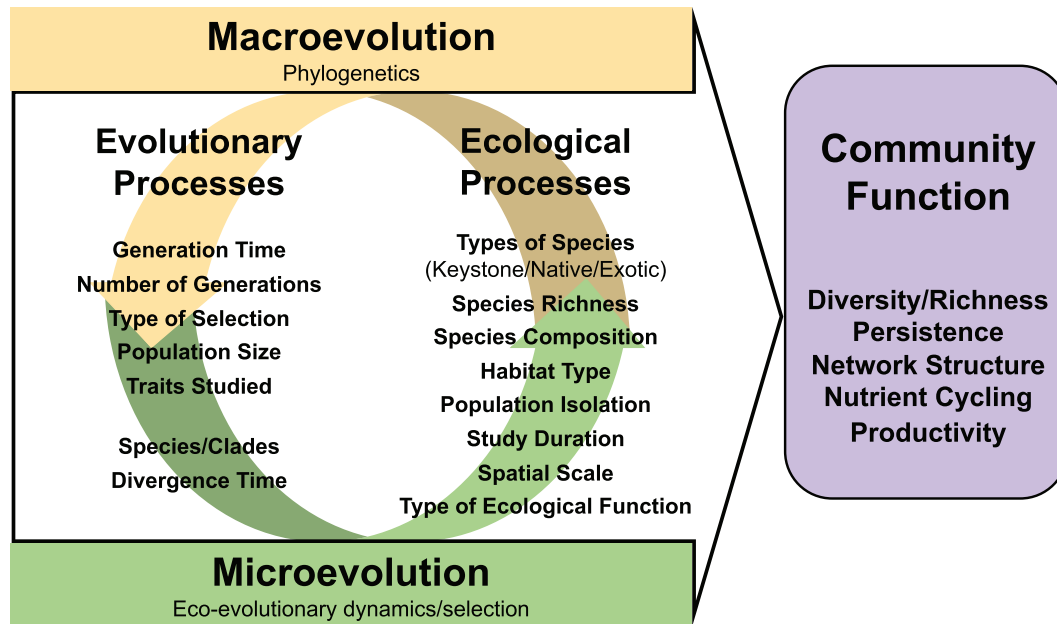 Macroevolution
Phylogenetics
Evolutionary
Processes
Generation Time
Number of Generations
Type of Selection
Population Size
Traits Studied
Species/Clades
Divergence Time
Ecological
Processes
Types of Species
(Keystone/Native/Exotic)
Species Richness
Species Composition
Habitat Type
Population Isolation
Study Duration
Spatial Scale
Type of Ecological Function
Microevolution
Eco-evolutionary dynamics/selection
Community
Function
Diversity/Richness
Persistence
Network Structure
Nutrient Cycling
Productivity